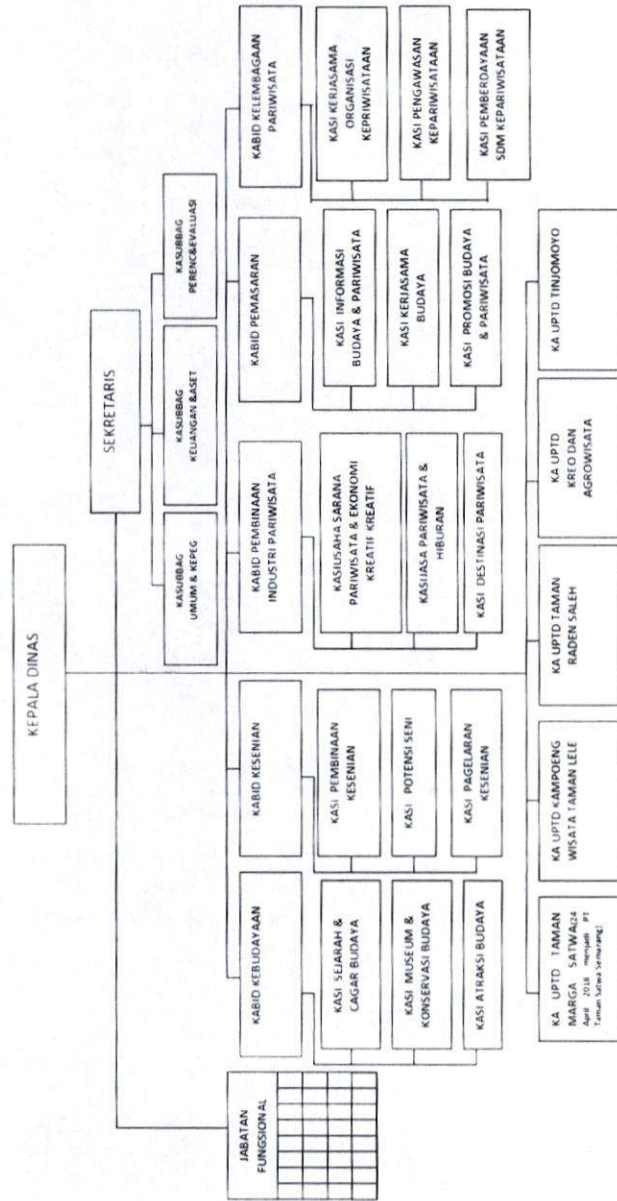 KEPALA DINAS
SEKRETARIS
KASUBBAG
UMUM & KEPEG
KASUBBAG
KEUANGAN &ASET
KASUBBAG
PERENC&EVALUASI
JABATAN
FUNGSIONAL
KABID KEBUDAYAAN
KASI SEJARAH &
CAGAR BUDAYA
KASI MUSEUM &
KONSERVASI BUDAYA
KASI ATRAKSI BUDAYA
KABID KESENIAN
KASI PEMBINAAN
KESENIAN
KASI POTENSI SENI
KASI PAGELARAN
KESENIAN
KABID PEMBINAAN
INDUSTRI PARIWISATA
KASIUSAHA SARANA
PARIWISATA & EKONOMI
KREATIF KREATIF
KASIJASA PARIWISATA &
HIBURAN
KASI DESTINASI PARIWISATA
KABID PEMASARAN
KASI INFORMASI
BUDAYA & PARIWISATA
KASI KERJASAMA
BUDAYA
KASI PROMOSI BUDAYA
& PARIWISATA
KABID KELEMBAGAAN
PARIWISATA
KASI KERJASAMA
ORGANISASI
KEPRIWISATAAN
KASI PENGAWASAN
KEPARIWISATAAN
KASI PEMBERDAYAAN
SDM KEPARIWISATAAN
KA UPTD TAMAN
MARGA SATWA(24
April 2018 menjadi PT
Taman Satwa Semarang)
KA UPTD KAMPOENG
WISATA TAMAN LELE
KA UPTD TAMAN
RADEN SALEH
KA UPTD
KREO DAN
AGROWISATA
KA UPTD TINJOMOYO